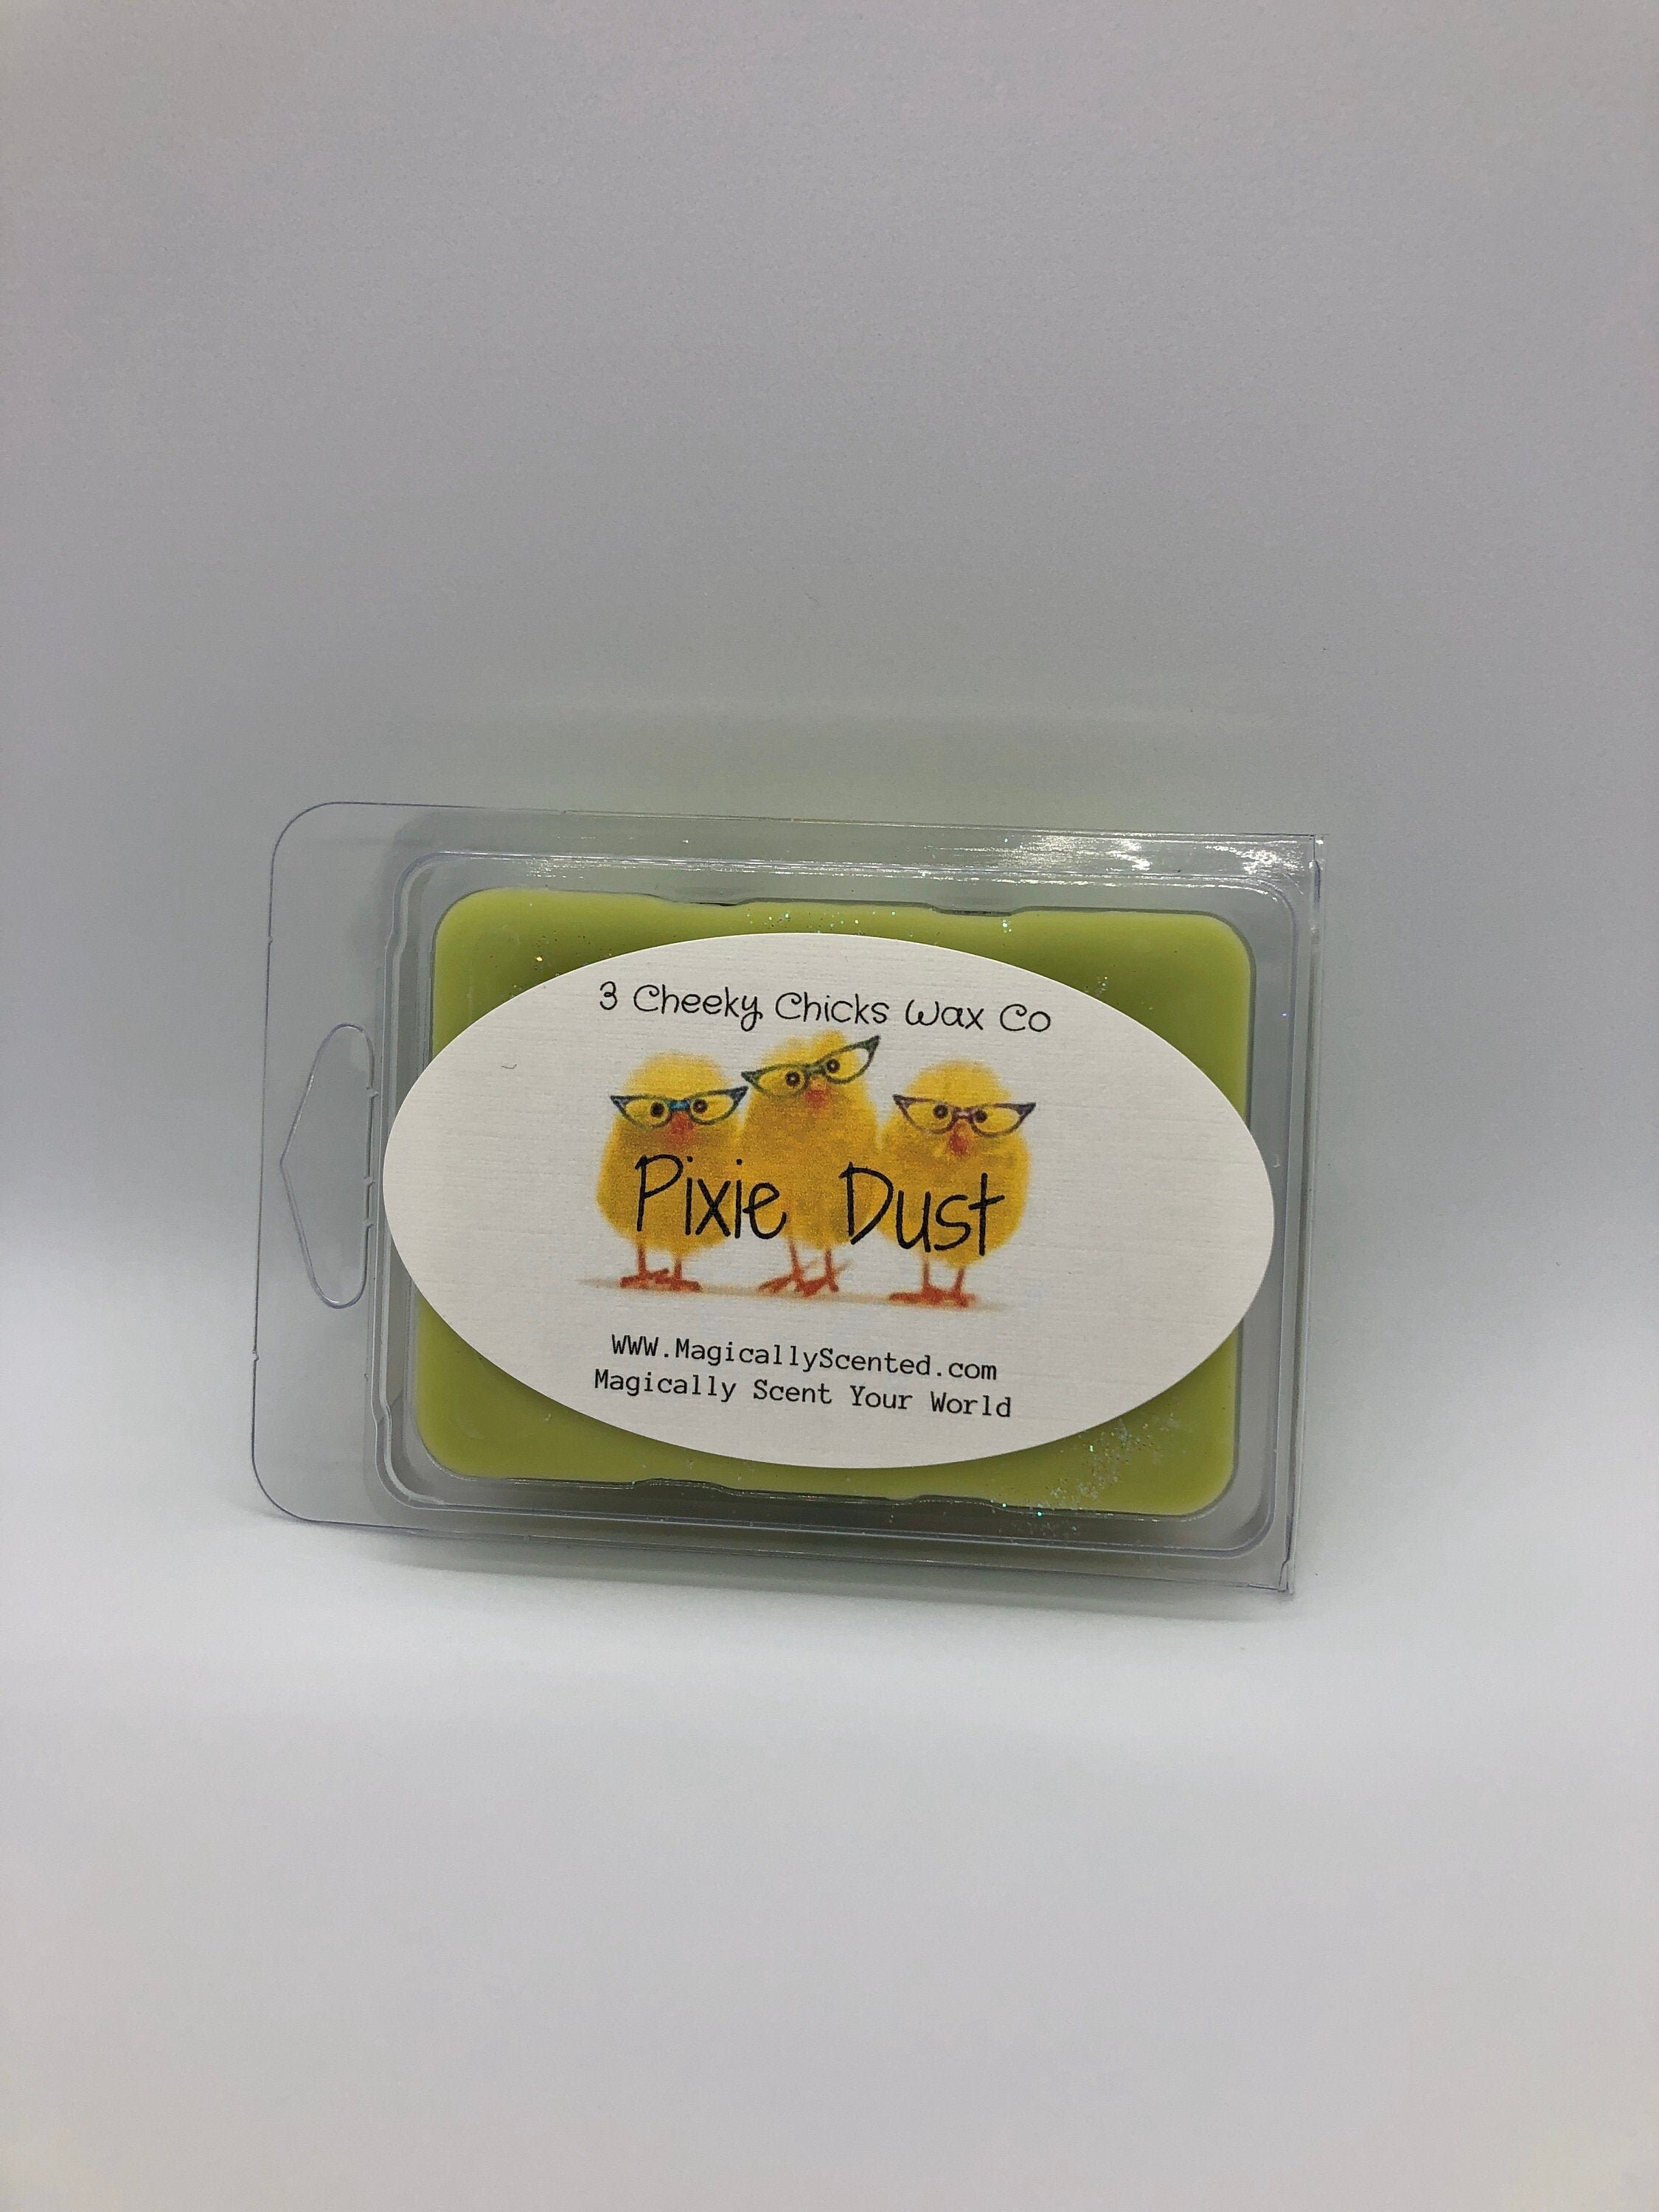 3 Cheeky Chicks Wax Co
Pixie Dust
WWW.MagicallyScented.com
Magically Scent Your World